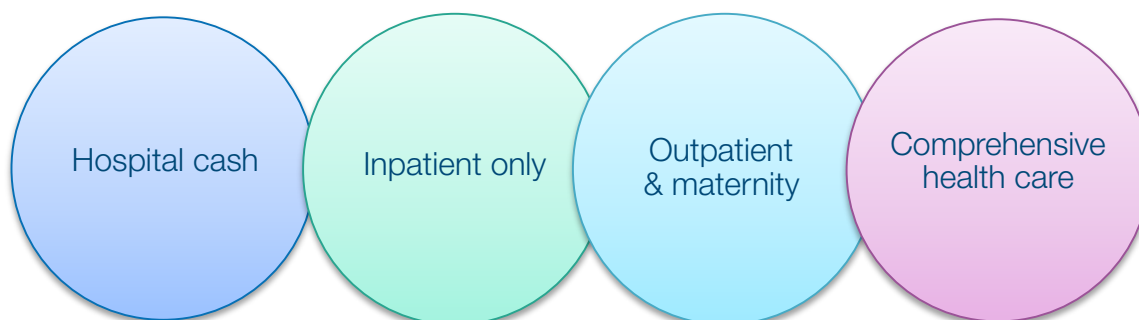 Hospital cash
Inpatient only
Outpatient
& maternity
Comprehensive
health care